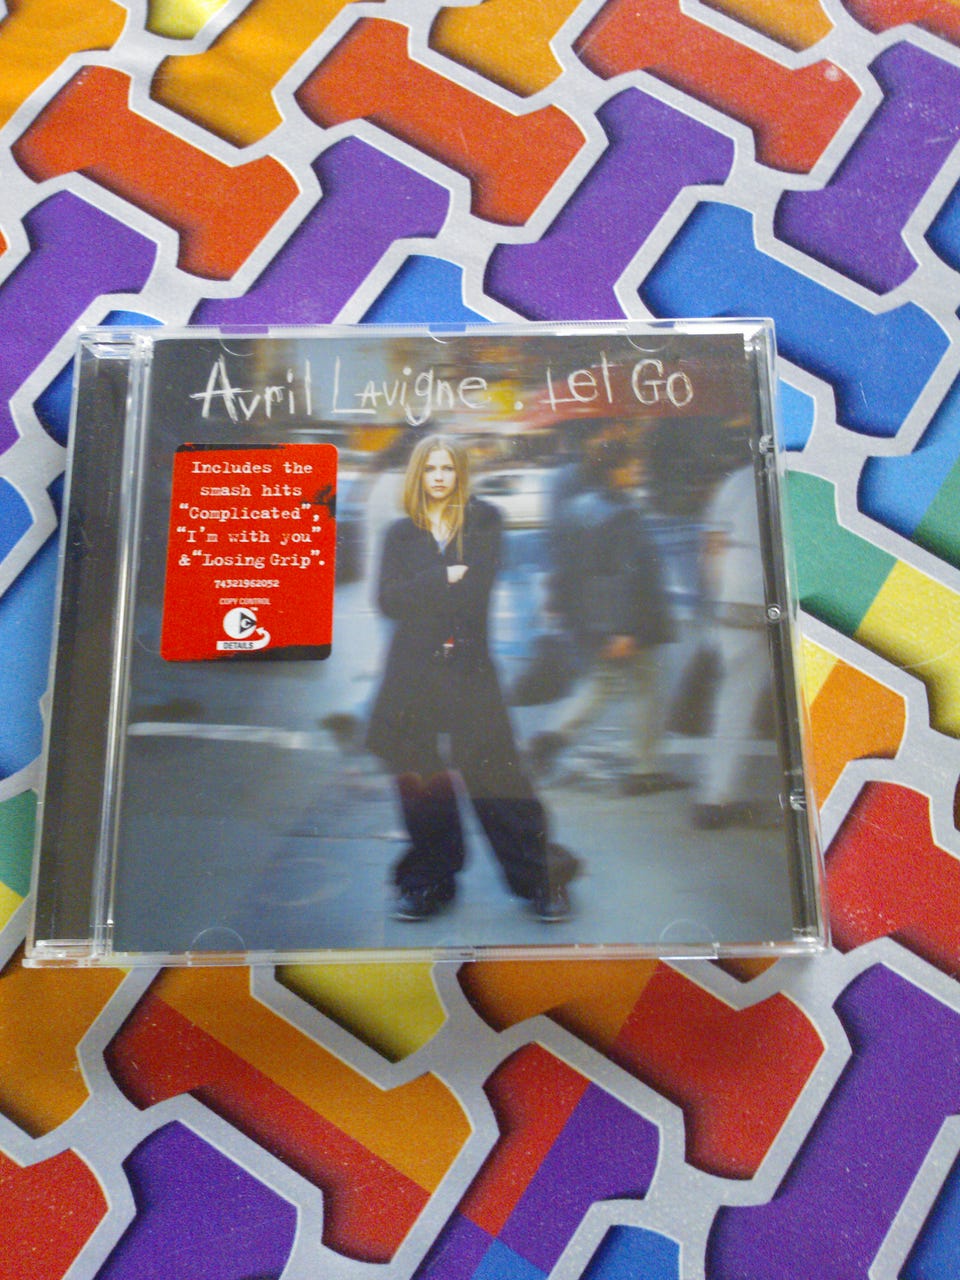 Avril Lavigne . Let Go
Includes the
smash hits
“Complicated”,
“I'm with you”
&“Losing Grip”.
74321962052
COPY CONTROL
C
DETAILS